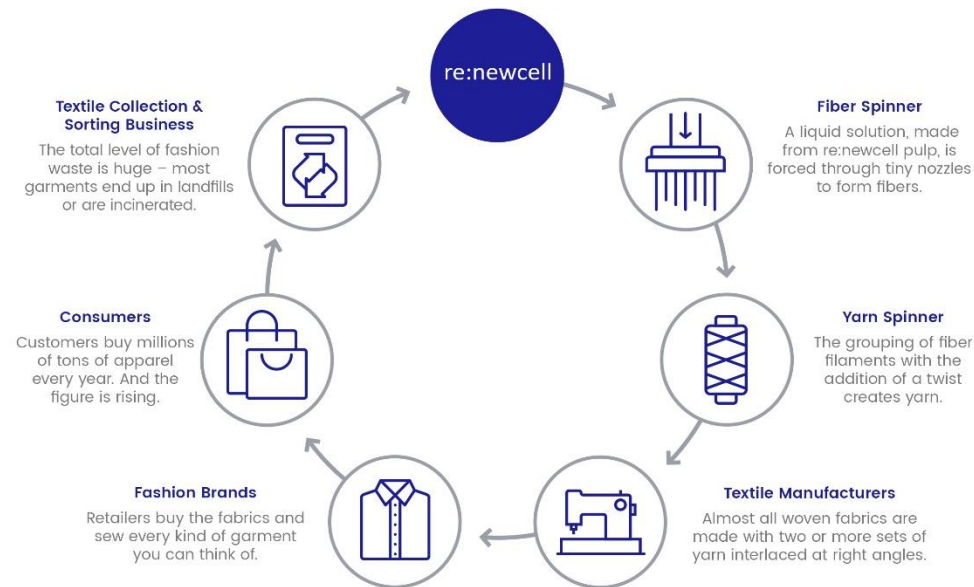 re:newcell
Fiber Spinner
A liquid solution, made
from re:newcell pulp, is
forced through tiny nozzles
to form fibers.
Yarn Spinner
The grouping of fiber
filaments with the
addition of a twist
creates yarn.
Textile Manufacturers
Almost all woven fabrics are
made with two or more sets of
yarn interlaced at right angles.
Fashion Brands
Retailers buy the fabrics and
sew every kind of garment
you can think of.
Consumers
Customers buy millions
of tons of apparel
every year. And the
figure is rising.
Textile Collection &
Sorting Business
The total level of fashion
waste is huge – most
garments end up in landfills
or are incinerated.